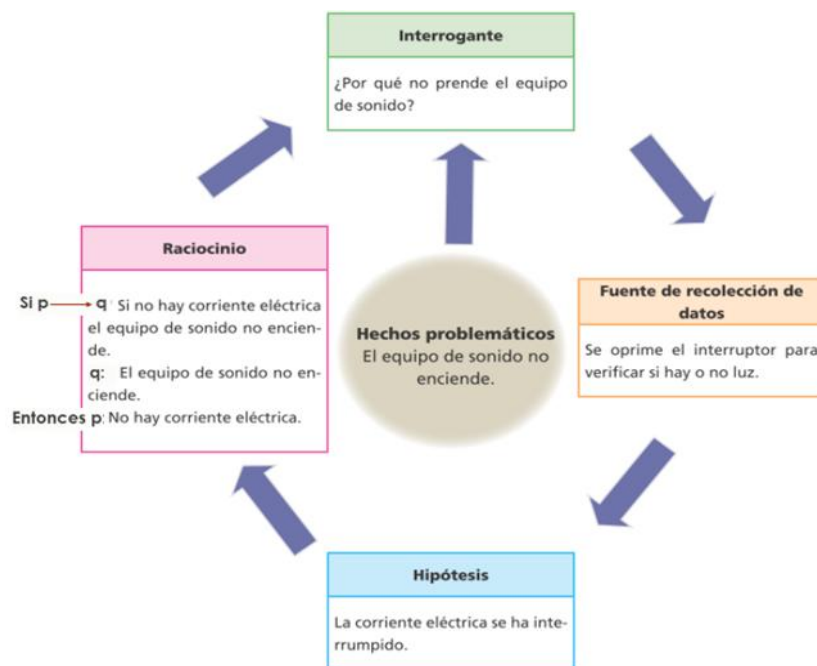 Interrogante
¿Por qué no prende el equipo
de sonido?
Raciocinio
Si p → q: Si no hay corriente eléctrica
el equipo de sonido no encien-
de.
q: El equipo de sonido no en-
ciende.
Entonces p: No hay corriente eléctrica.
Hechos problemáticos
El equipo de sonido no
enciende.
Fuente de recolección de
datos
Se oprime el interruptor para
verificar si hay o no luz.
Hipótesis
La corriente eléctrica se ha inte-
rrumpido.